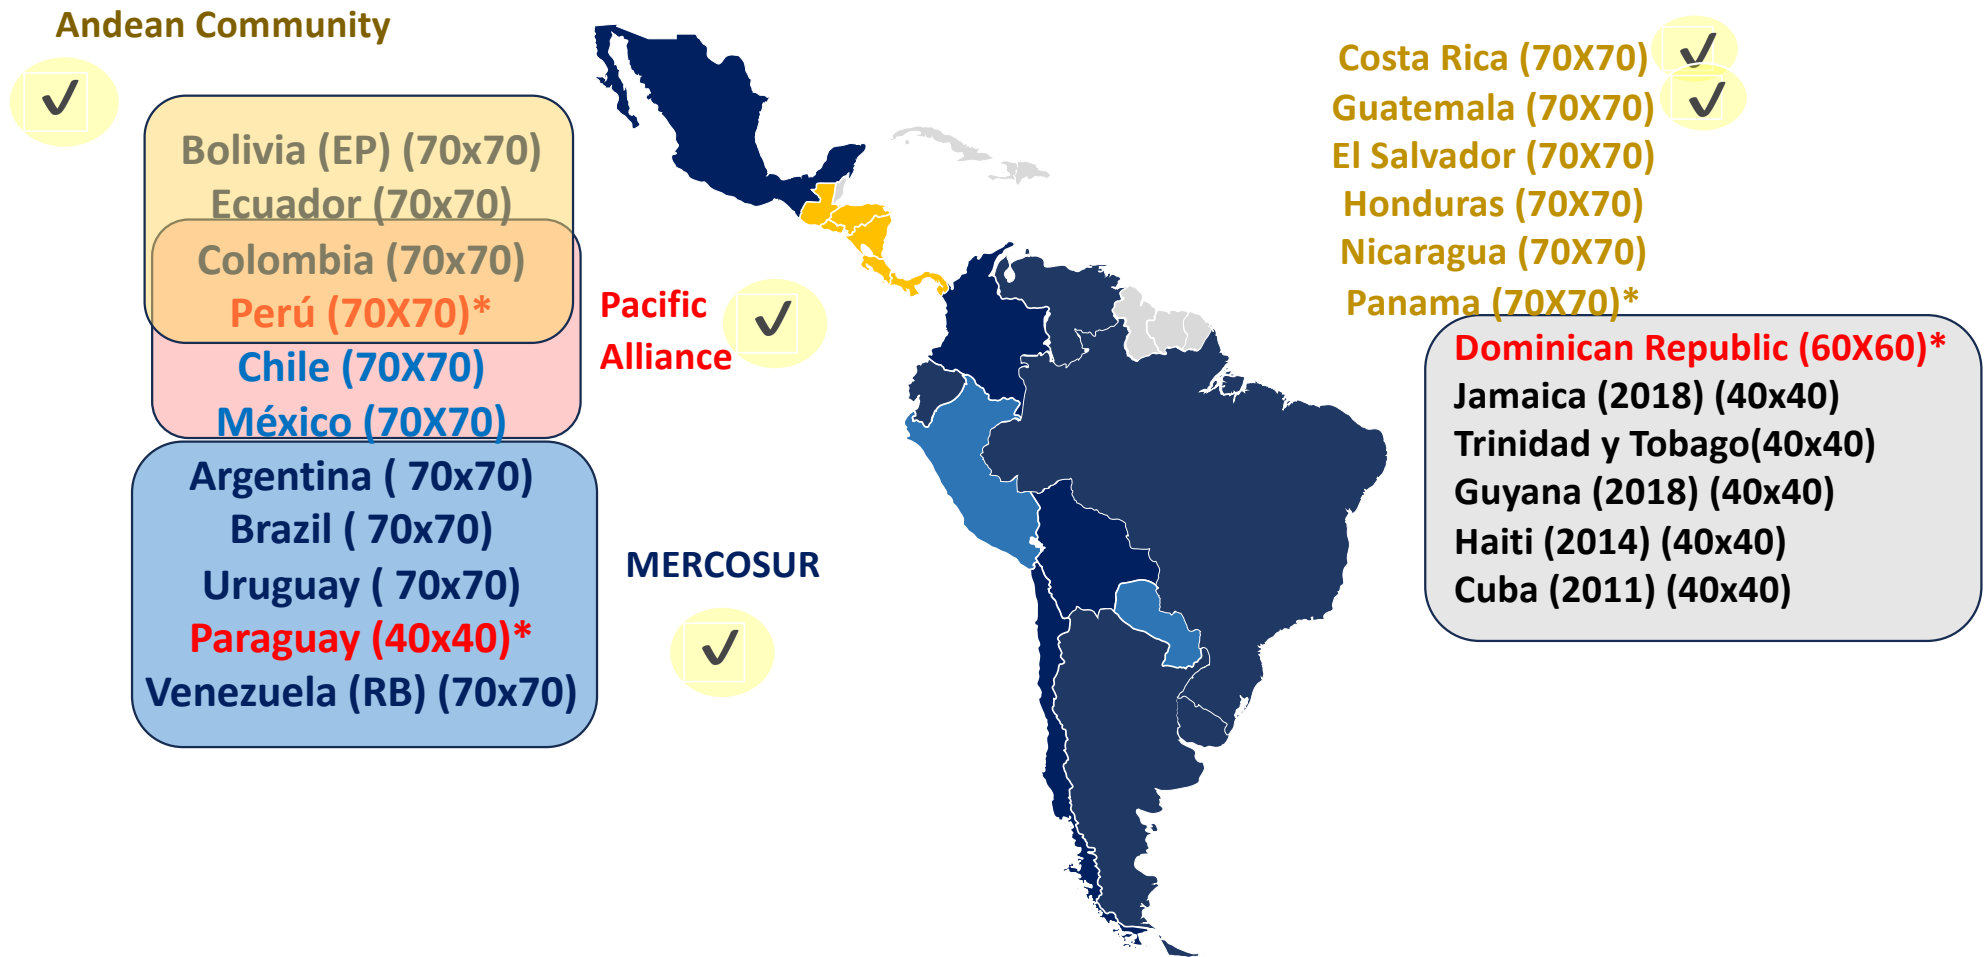 Andean Community
Bolivia (EP) (70x70)
Ecuador (70x70)
Colombia (70x70)
Perú (70X70)*
Chile (70X70)
México (70X70)
Pacific
Alliance
Argentina ( 70x70)
Brazil ( 70x70)
Uruguay ( 70x70)
Paraguay (40x40)*
Venezuela (RB) (70x70)
MERCOSUR
Costa Rica (70X70)
Guatemala (70X70)
El Salvador (70X70)
Honduras (70X70)
Nicaragua (70X70)
Panama (70X70)*
Dominican Republic (60X60)*
Jamaica (2018) (40x40)
Trinidad y Tobago(40x40)
Guyana (2018) (40x40)
Haiti (2014) (40x40)
Cuba (2011) (40x40)